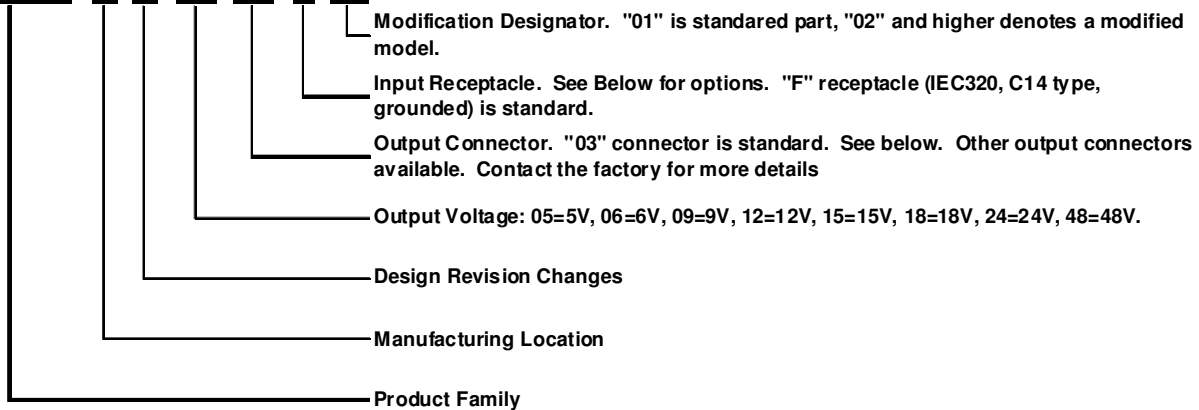 Modification Designator. "01" is standared part, "02" and higher denotes a modified
model.
Input Receptacle. See Below for options. "F" receptacle (IEC320, C14 type,
grounded) is standard.
Output Connector. "03" connector is standard. See below. Other output connectors
available. Contact the factory for more details
Output Voltage: 05=5V, 06=6V, 09=9V, 12=12V, 15=15V, 18=18V, 24=24V, 48=48V.
Design Revision Changes
Manufacturing Location
Product Family